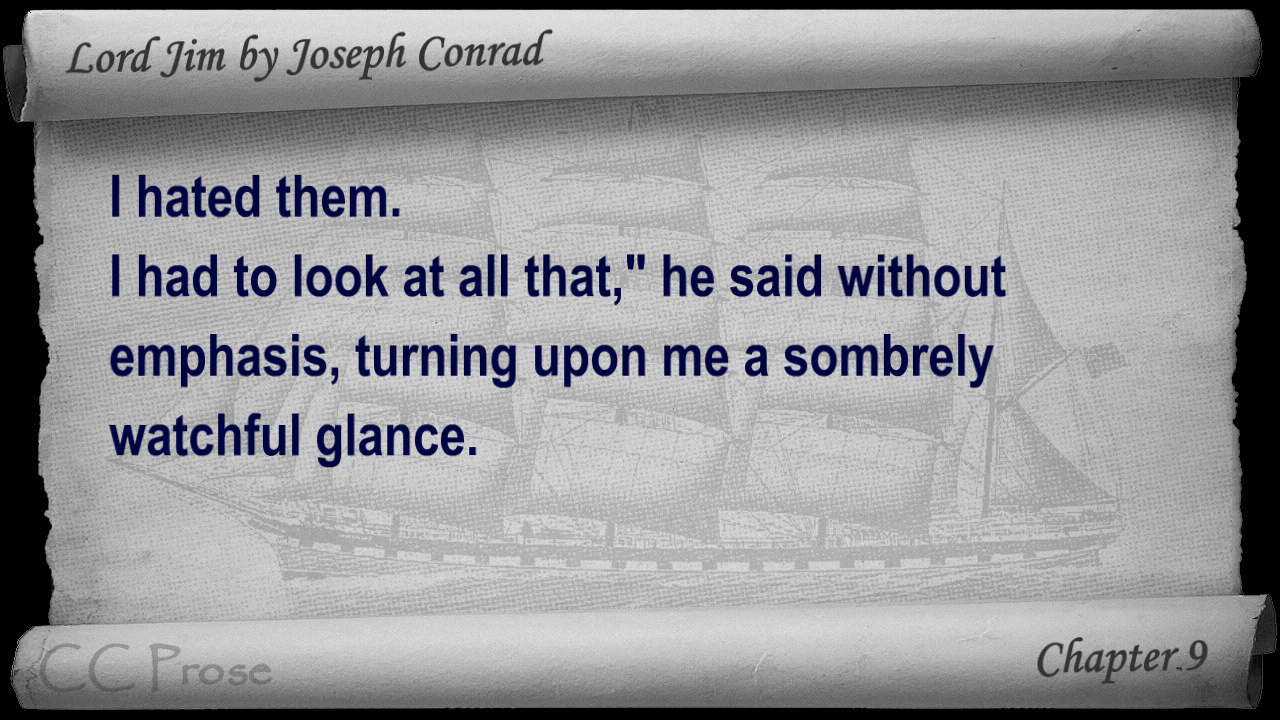 Lord Jim by Joseph Conrad
I hated them.
I had to look at all that," he said without
emphasis, turning upon me a sombrely
watchful glance.
CC Prose
Chapter 9